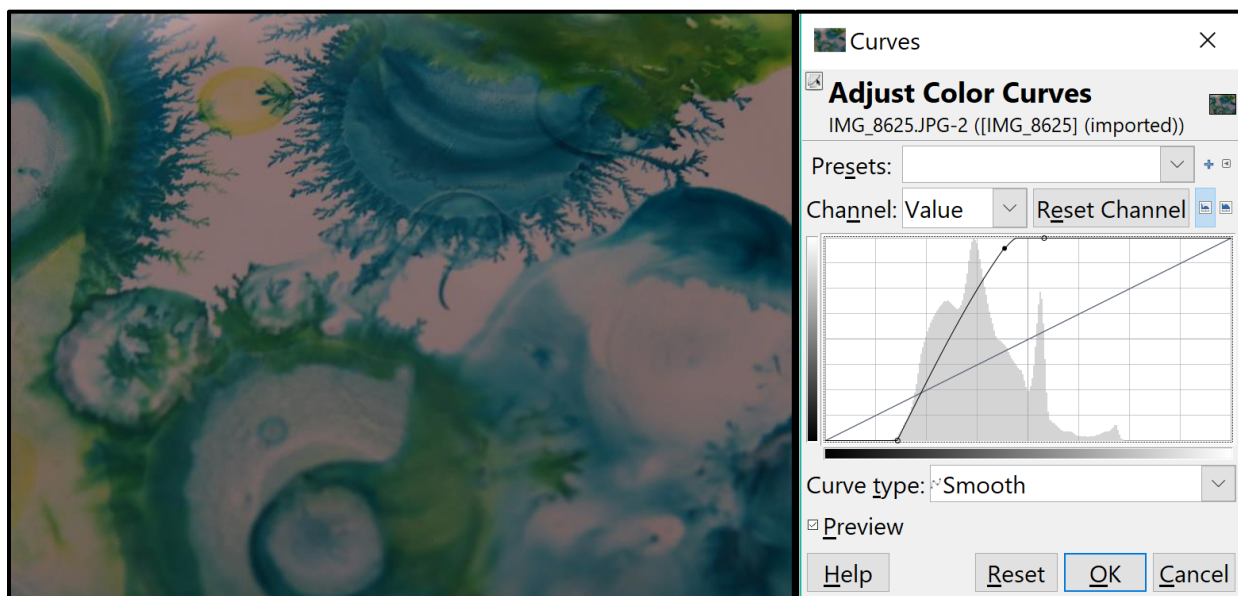 Curves
Adjust Color Curves
IMG_8625.JPG-2 ([IMG_8625] (imported))
Presets:
Channel: Value Reset Channel
Curve type: Smooth
Preview
Help Reset OK Cancel